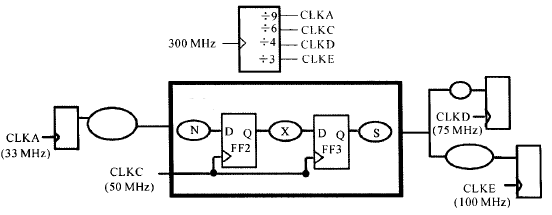 ÷9 CLKA
÷6 CLKC
300 MHz ÷4 CLKD
÷3 CLKE
N D Q X D Q S
FF2 FF3
CLKA
(33 MHz)
CLKC
(50 MHz)
CLKD
(75 MHz)
CLKE
(100 MHz)